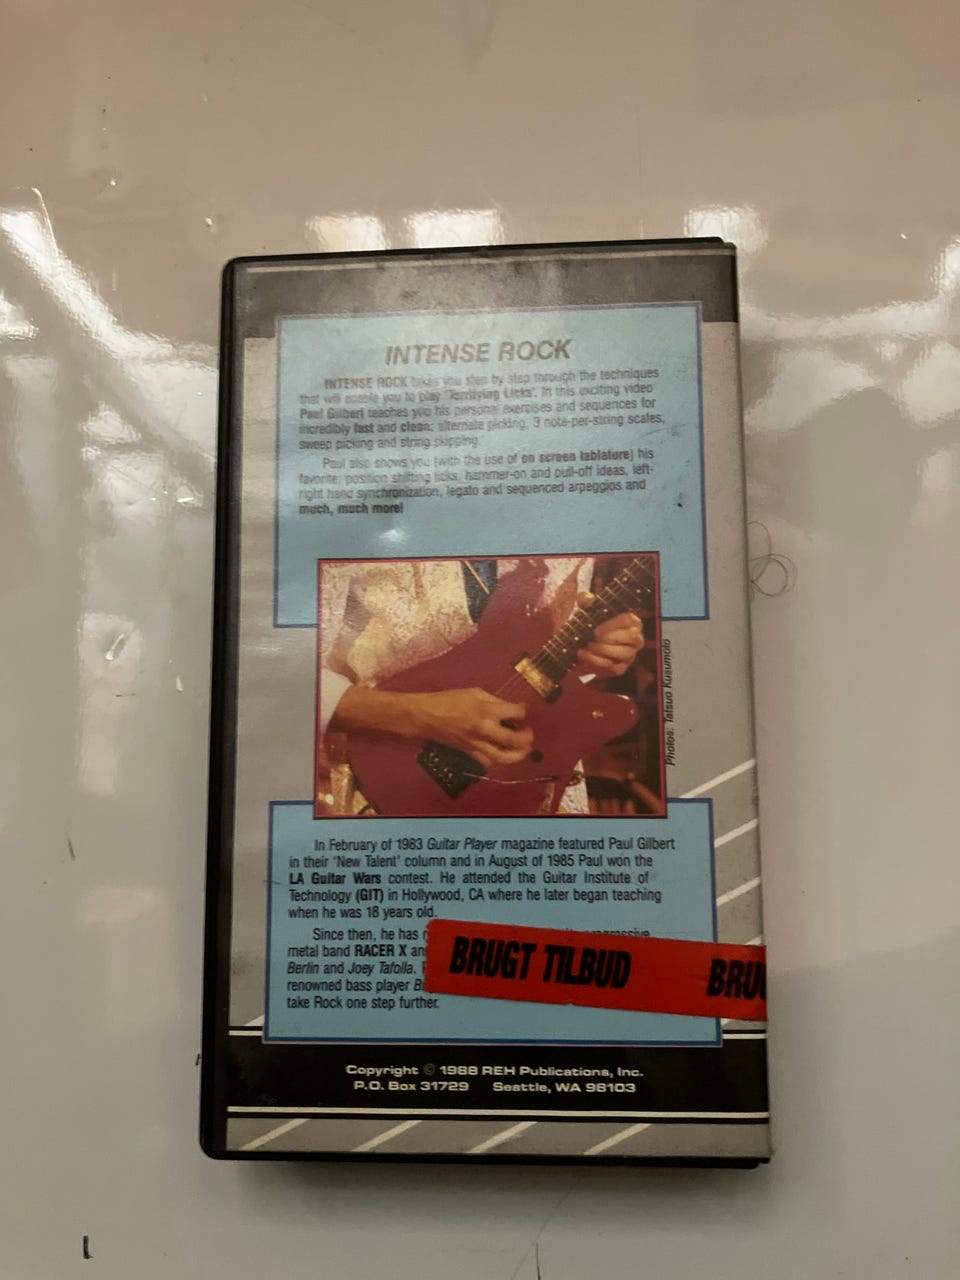 INTENSE ROCK
INTENSE ROCK takes you step by step through the techniques
that will enable you to play "Terrifying Licks". In this exciting video
Paul Gilbert teaches you his personal exercises and sequences for
incredibly fast and clean: alternate picking, 3 note-per-string scales,
sweep picking and string skipping.
Paul also shows you (with the use of on screen tablature) his
favorite: position shifting licks, hammer-on and pull-off ideas, left-
right hand synchronization, legato and sequenced arpeggios and
much, much more!
Photos: Tatsuo Kusumoto
In February of 1983 Guitar Player magazine featured Paul Gilbert
in their 'New Talent' column and in August of 1985 Paul won the
LA Guitar Wars contest. He attended the Guitar Institute of
Technology (GIT) in Hollywood, CA where he later began teaching
when he was 18 years old.
Since then, he has progressive
metal band RACER X
Berlin and Joey Tafolla.
renowned bass player
take Rock one step further.
BRUGT TILBUD BRU
Copyright © 1988 REH Publications, Inc.
P.O. Box 31729 Seattle, WA 98103